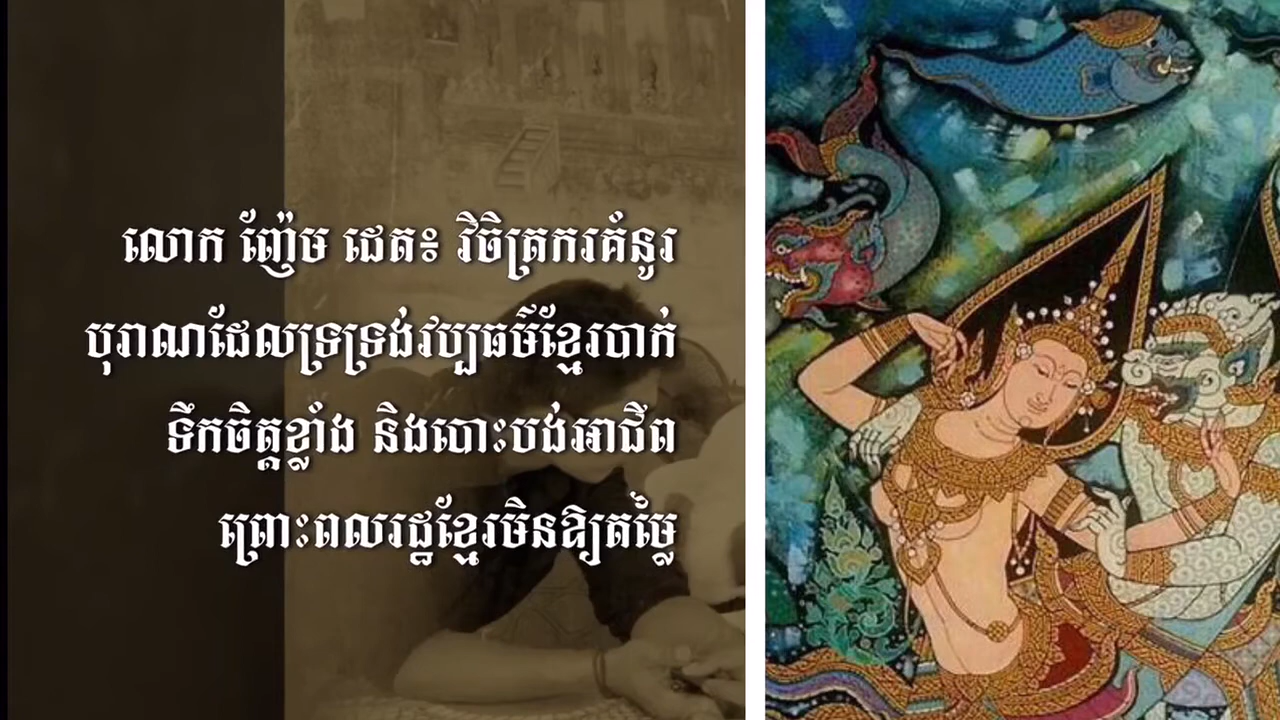 លោក ញ៉ែម ជេត៖ វិចិត្រករគំនូរ
បុរាណដែលទ្រទ្រង់វប្បធម៌ខ្មែរបាក់
ទឹកចិត្តខ្លាំង និងបោះបង់អាជីព
ព្រោះពលរដ្ឋខ្មែរមិនឱ្យតម្លៃ